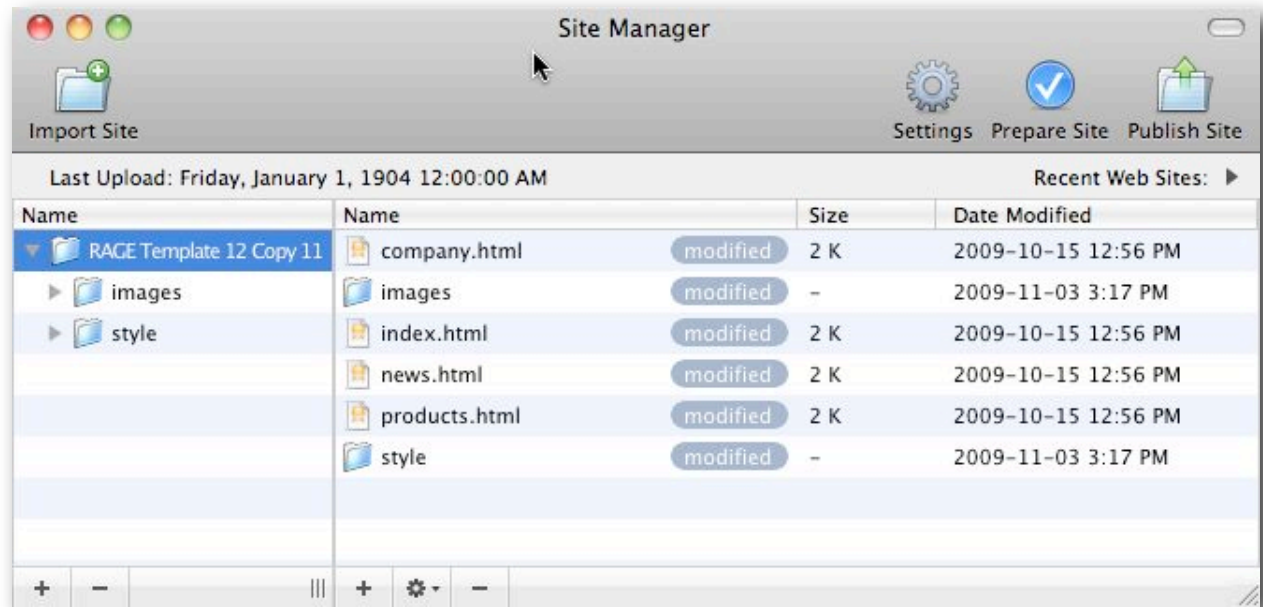 Site Manager
Import Site
Settings Prepare Site Publish Site
Last Upload: Friday, January 1, 1904 12:00:00 AM Recent Web Sites:
Name Name Size Date Modified
RAGE Template 12 Copy 11 company.html modified 2 K 2009-10-15 12:56 PM
images images modified - 2009-11-03 3:17 PM
style index.html modified 2 K 2009-10-15 12:56 PM
news.html modified 2 K 2009-10-15 12:56 PM
products.html modified 2 K 2009-10-15 12:56 PM
style modified - 2009-11-03 3:17 PM